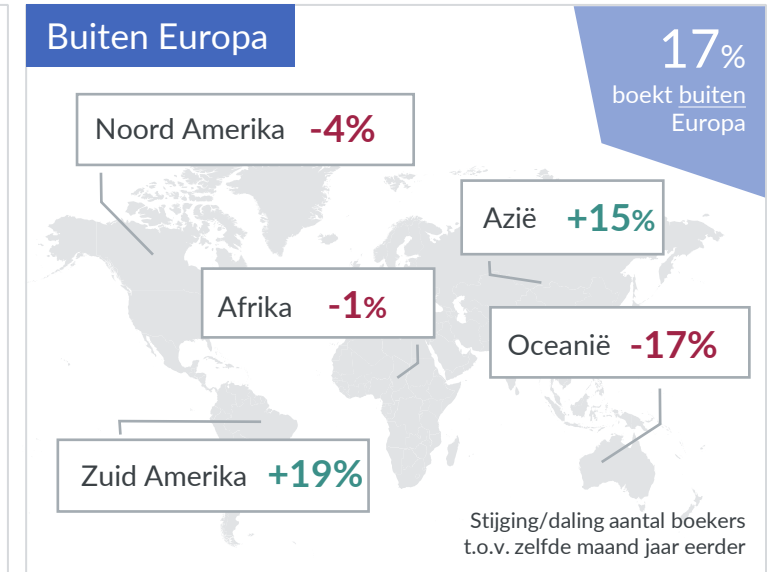 Buiten Europa
17%
boekt buiten
Europa
Noord Amerika -4%
Azië +15%
Afrika -1%
Oceanië -17%
Zuid Amerika +19%
Stijging/daling aantal boekers
t.o.v. zelfde maand jaar eerder